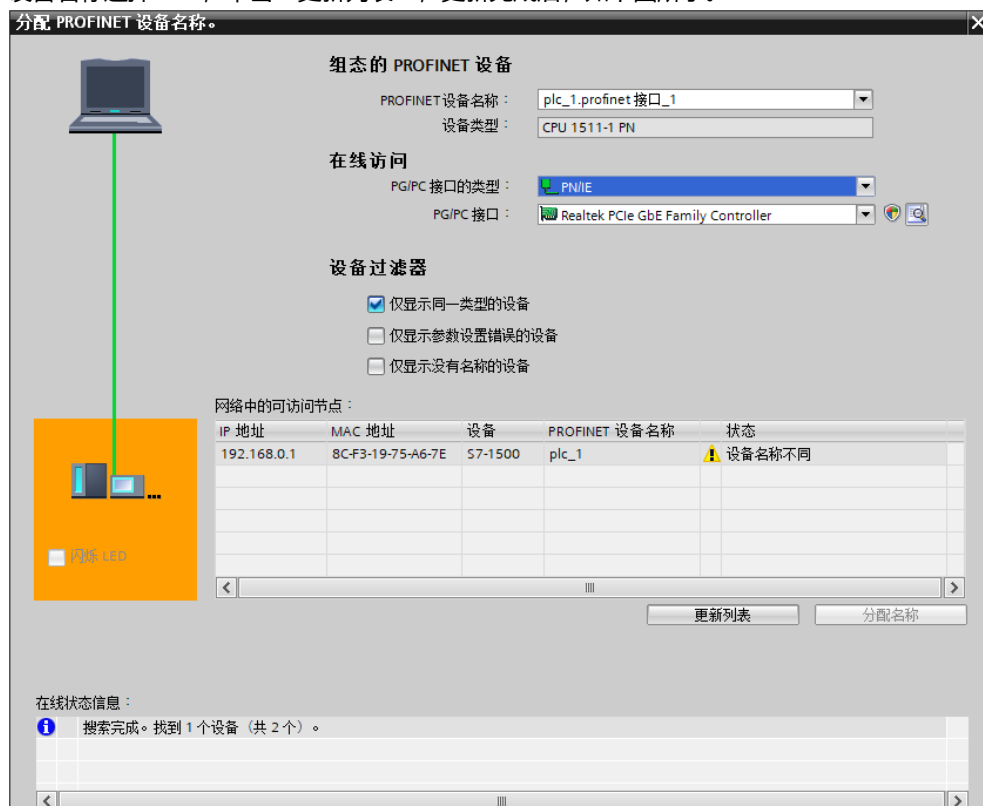 分配 PROFINET 设备名称。
组态的 PROFINET 设备
PROFINET设备名称： plc_1.profinet 接口_1
设备类型： CPU 1511-1 PN
在线访问
PG/PC 接口的类型： PN/IE
PG/PC 接口： Realtek PCIe GbE Family Controller
设备过滤器
仅显示同一类型的设备
仅显示参数设置错误的设备
仅显示没有名称的设备
网络中的可访问节点：
IP 地址 MAC 地址 设备 PROFINET 设备名称 状态
192.168.0.1 8C-F3-19-75-A6-7E S7-1500 plc_1 设备名称不同
闪烁 LED
更新列表 分配名称
在线状态信息：
搜索完成。找到 1 个设备（共 2 个）。